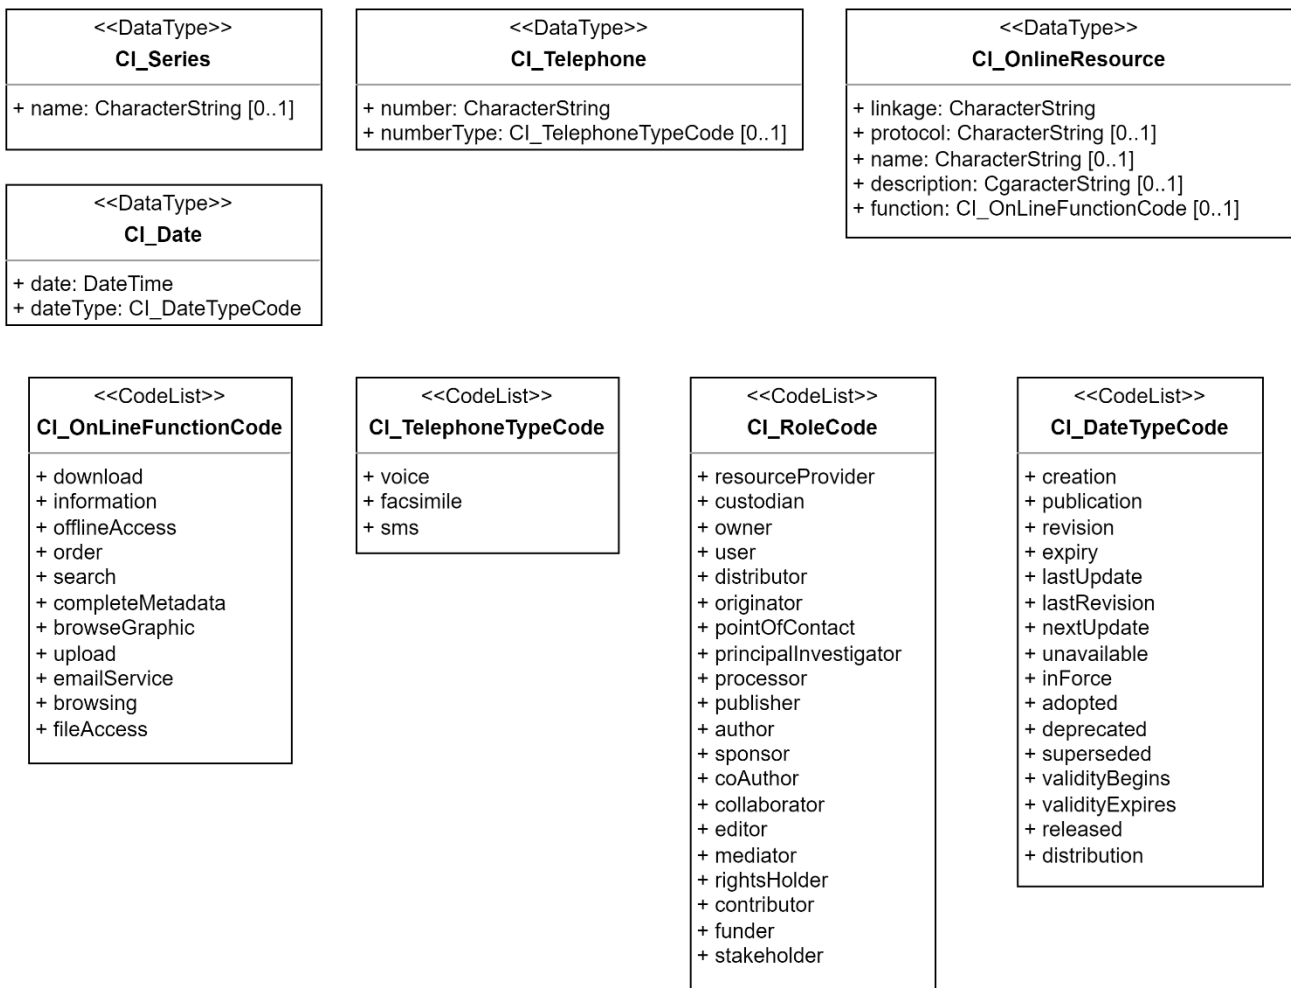 <<DataType>>
CI_Series
+ name: CharacterString [0..1]
<<DataType>>
CI_Telephone
+ number: CharacterString
+ numberType: CI_TelephoneTypeCode [0..1]
<<DataType>>
CI_OnlineResource
+ linkage: CharacterString
+ protocol: CharacterString [0..1]
+ name: CharacterString [0..1]
+ description: CgaracterString [0..1]
+ function: CI_OnLineFunctionCode [0..1]
<<DataType>>
CI_Date
+ date: DateTime
+ dateType: CI_DateTypeCode
<<CodeList>>
CI_OnLineFunctionCode
+ download
+ information
+ offlineAccess
+ order
+ search
+ completeMetadata
+ browseGraphic
+ upload
+ emailService
+ browsing
+ fileAccess
<<CodeList>>
CI_TelephoneTypeCode
+ voice
+ facsimile
+ sms
<<CodeList>>
CI_RoleCode
+ resourceProvider
+ custodian
+ owner
+ user
+ distributor
+ originator
+ pointOfContact
+ principalInvestigator
+ processor
+ publisher
+ author
+ sponsor
+ coAuthor
+ collaborator
+ editor
+ mediator
+ rightsHolder
+ contributor
+ funder
+ stakeholder
<<CodeList>>
CI_DateTypeCode
+ creation
+ publication
+ revision
+ expiry
+ lastUpdate
+ lastRevision
+ nextUpdate
+ unavailable
+ inForce
+ adopted
+ deprecated
+ superseded
+ validityBegins
+ validityExpires
+ released
+ distribution